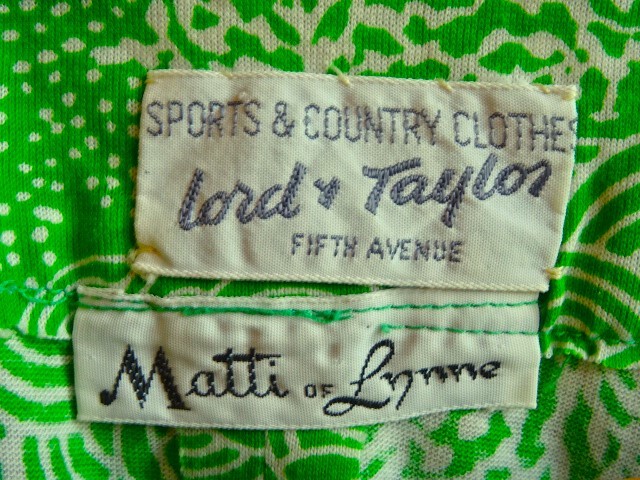 SPORTS & COUNTRY CLOTHES
Lord & Taylor
FIFTH AVENUE
Matti OF Lynne